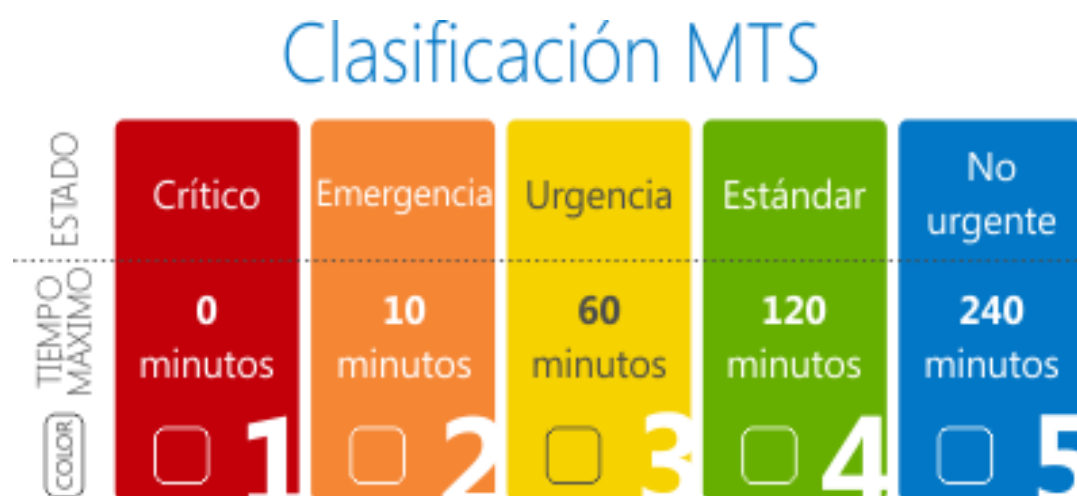 Clasificación MTS
ESTADO
Crítico
Emergencia
Urgencia
Estándar
No
urgente
TIEMPO
MAXIMO
0
minutos
10
minutos
60
minutos
120
minutos
240
minutos
COLOR
1
2
3
4
5